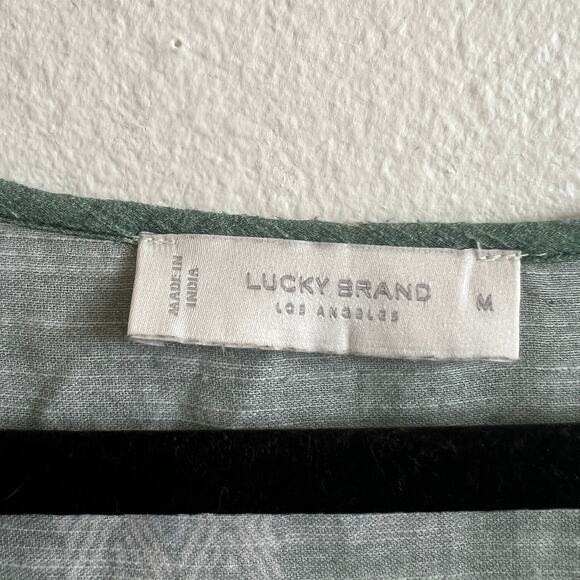 MADE IN
INDIA
LUCKY BRAND
LOS ANGELES
M